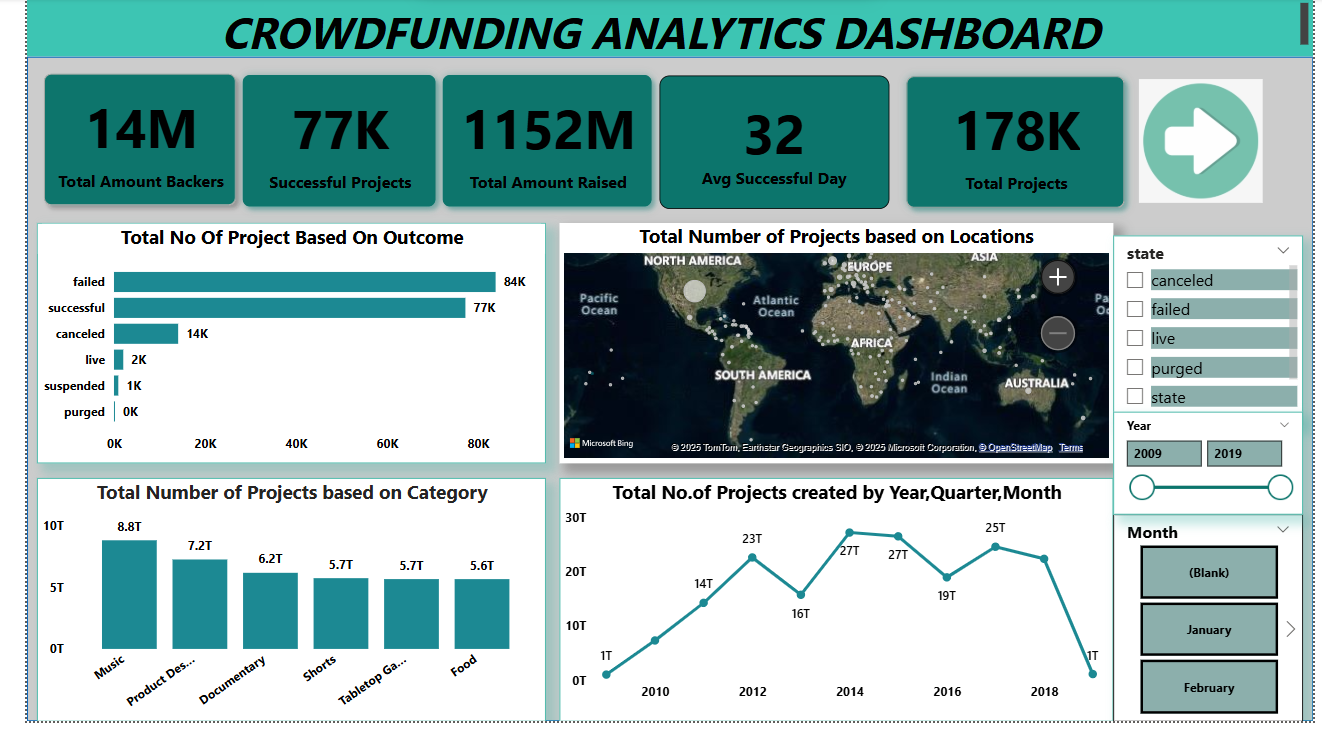 CROWDFUNDING ANALYTICS DASHBOARD
14M
Total Amount Backers
77K
Successful Projects
1152M
Total Amount Raised
32
Avg Successful Day
178K
Total Projects
Total No Of Project Based On Outcome
failed
84K
successful
77K
canceled
14K
live
2K
suspended
1K
purged
0K
0K 20K 40K 60K 80K
Total Number of Projects based on Locations
NORTH AMERICA
EUROPE
ASIA
Pacific
Ocean
Atlantic
Ocean
Pa
Oc
AFRICA
SOUTH AMERICA
Indian
Ocean
AUSTRALIA
Microsoft Bing
© 2025 TomTom, Earthstar Geographics SIO, © 2025 Microsoft Corporation, © OpenStreetMap Terms
state
canceled
failed
live
purged
state
Year
2009
2019
Month
(Blank)
January
February
Total Number of Projects based on Category
10T
5T
0T
8.8T
7.2T
6.2T
5.7T
5.7T
5.6T
Music
Product Des...
Documentary
Shorts
Tabletop Ga...
Food
Total No.of Projects created by Year,Quarter,Month
30T
20T
10T
0T
1T
14T
23T
16T
27T
27T
19T
25T
1T
2010 2012 2014 2016 2018